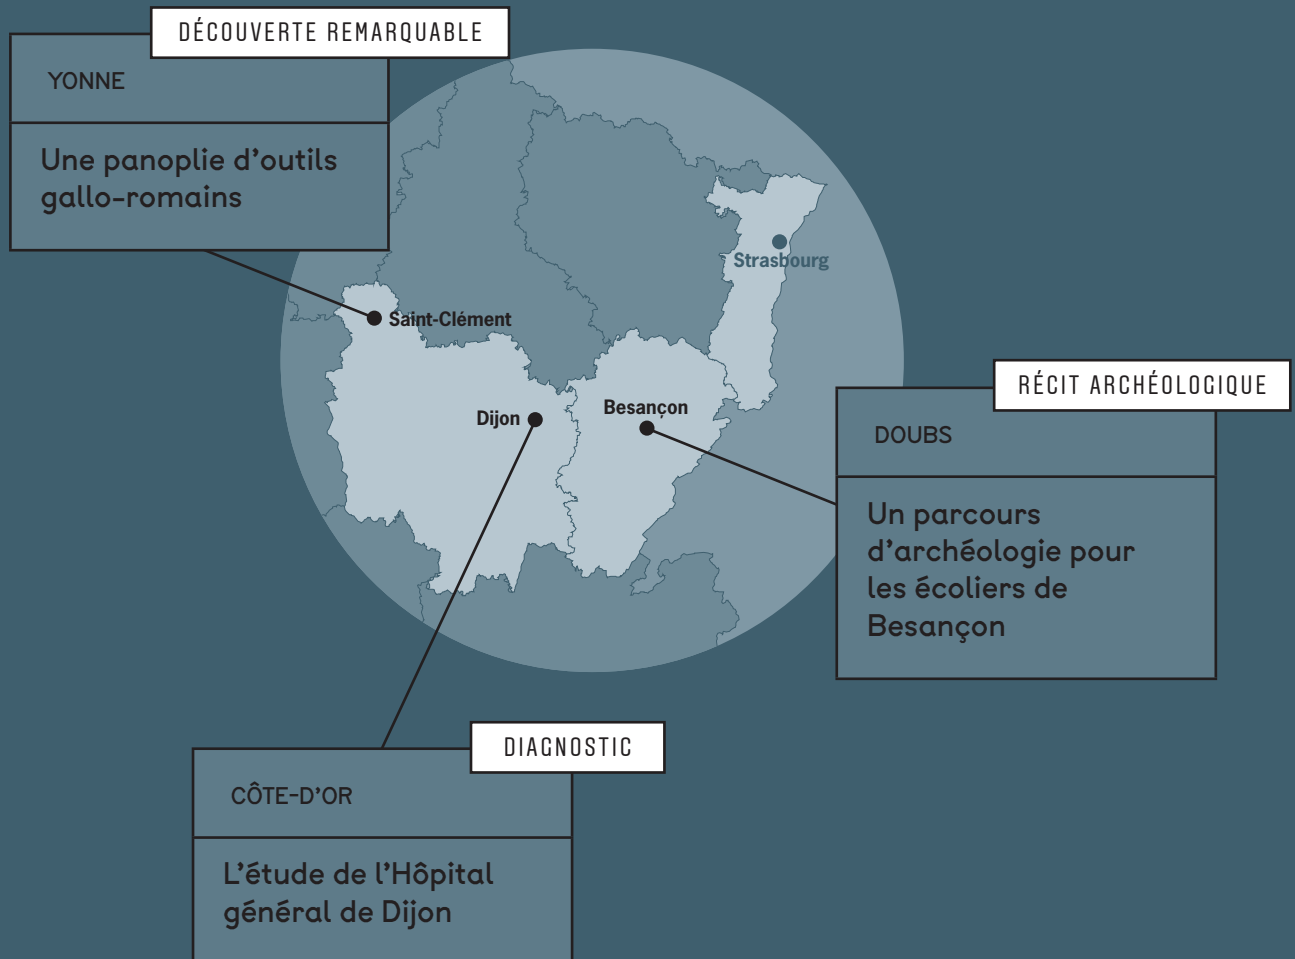 DÉCOUVERTE REMARQUABLE
YONNE
Une panoplie d'outils
gallo-romains
Strasbourg
Saint-Clément
Dijon
Besançon
RÉCIT ARCHÉOLOGIQUE
DOUBS
Un parcours
d'archéologie pour
les écoliers de
Besançon
DIAGNOSTIC
CÔTE-D'OR
L'étude de l'Hôpital
général de Dijon